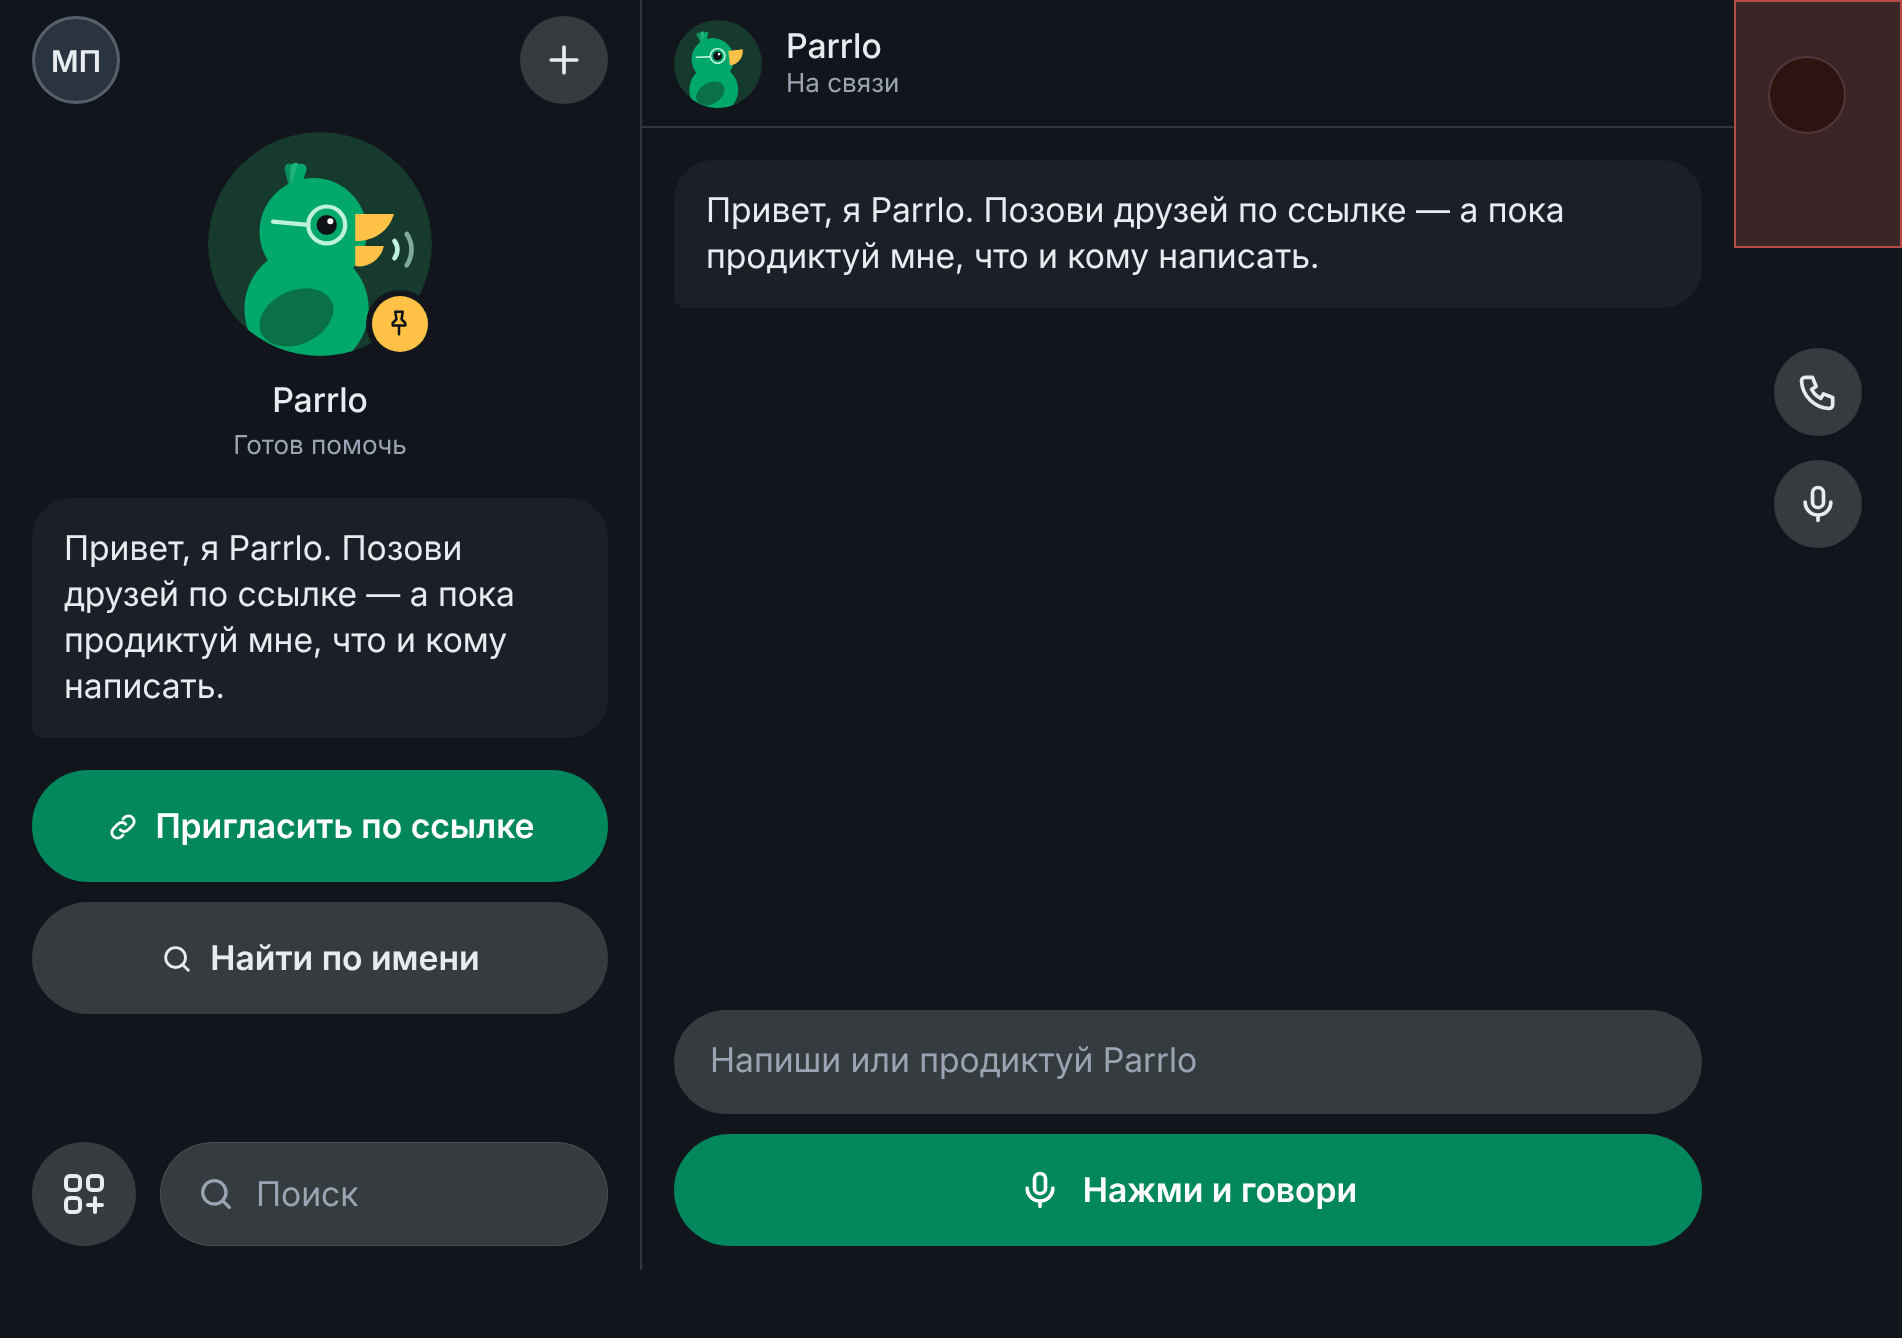 МП
Parrlo
Готов помочь
Привет, я Parrlo. Позови
друзей по ссылке — а пока
продиктуй мне, что и кому
написать.
Пригласить по ссылке
Найти по имени
Поиск
Parrlo
На связи
Привет, я Parrlo. Позови друзей по ссылке — а пока
продиктуй мне, что и кому написать.
Напиши или продиктуй Parrlo
Нажми и говори